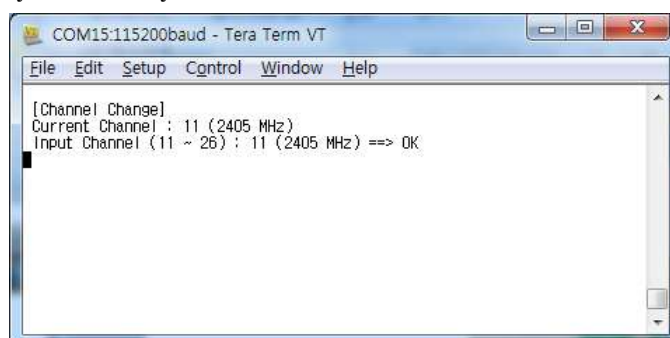 COM15:115200baud - Tera Term VT
File Edit Setup Control Window Help
[Channel Change]
Current Channel : 11 (2405 MHz)
Input Channel (11 ~ 26) : 11 (2405 MHz) ==> OK